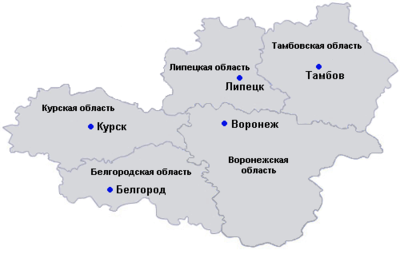 Тамбовская область
Тамбов
Липецкая область
Липецк
Курская область
Курск
Воронеж
Воронежская
область
Белгородская область
Белгород